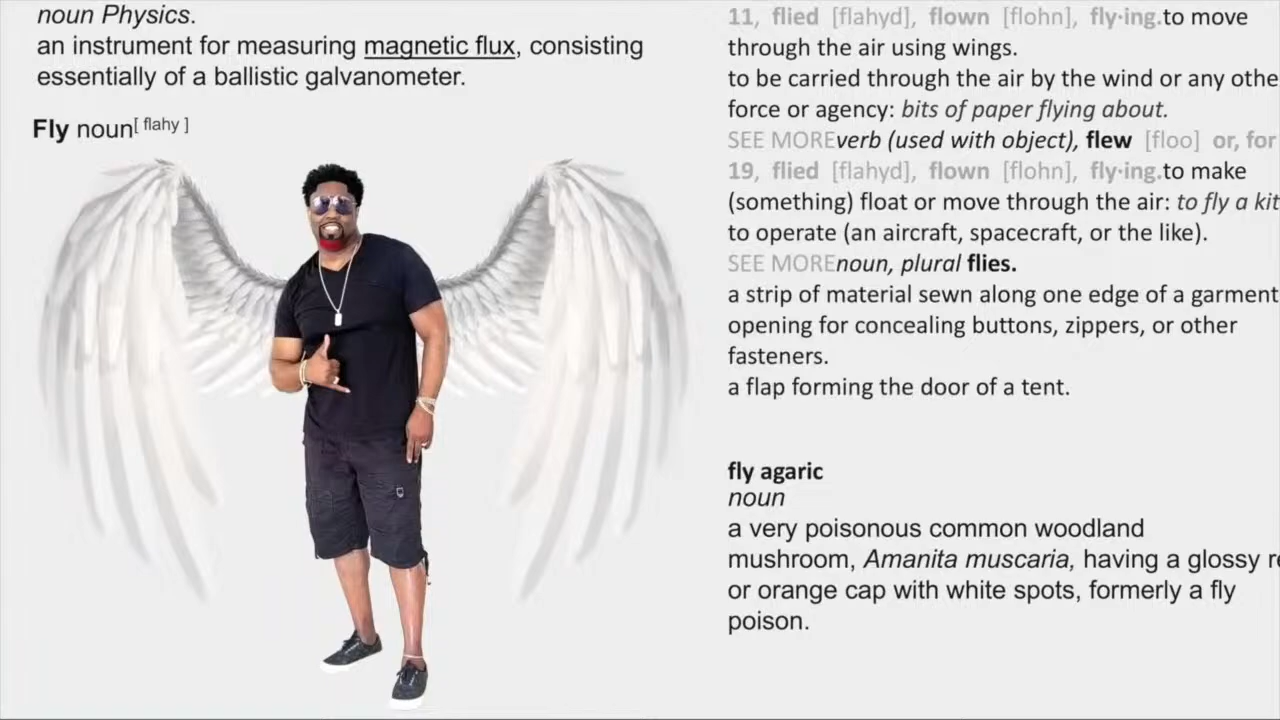 noun Physics.
an instrument for measuring magnetic flux, consisting
essentially of a ballistic galvanometer.
Fly noun[ flahy ]
11, flied [flahyd], flown [flohn], fly·ing.to move
through the air using wings.
to be carried through the air by the wind or any othe
force or agency: bits of paper flying about.
SEE MOREverb (used with object), flew [floo] or, for
19, flied [flahyd], flown [flohn], fly·ing.to make
(something) float or move through the air: to fly a kit
to operate (an aircraft, spacecraft, or the like).
SEE MOREnoun, plural flies.
a strip of material sewn along one edge of a garment
opening for concealing buttons, zippers, or other
fasteners.
a flap forming the door of a tent.
fly agaric
noun
a very poisonous common woodland
mushroom, Amanita muscaria, having a glossy re
or orange cap with white spots, formerly a fly
poison.